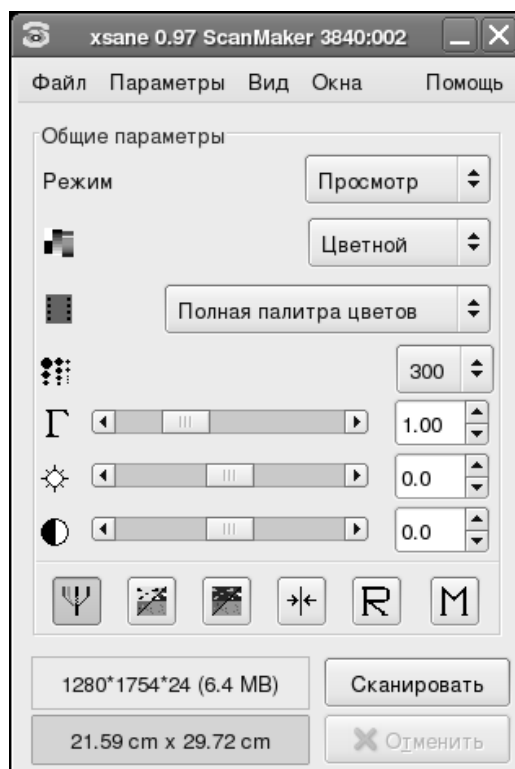 xsane 0.97 ScanMaker 3840:002
Файл Параметры Вид Окна Помощь
Общие параметры
Режим Просмотр
Цветной
Полная палитра цветов
300
Γ 1.00
0.0
0.0
R M
1280*1754*24 (6.4 MB) Сканировать
21.59 cm x 29.72 cm Отменить